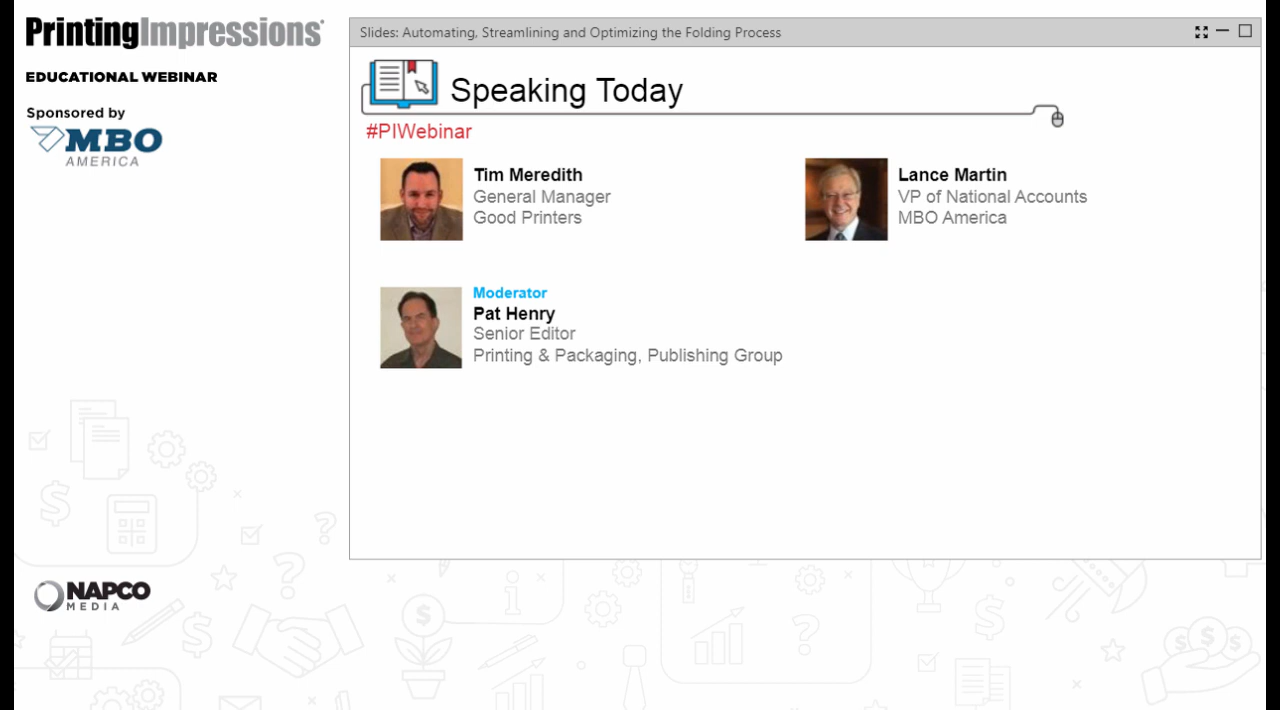 PrintingImpressions®
EDUCATIONAL WEBINAR
Sponsored by
MBO
AMERICA
Slides: Automating, Streamlining and Optimizing the Folding Process
Speaking Today
#PIWebinar
Tim Meredith
General Manager
Good Printers
Lance Martin
VP of National Accounts
MBO America
Moderator
Pat Henry
Senior Editor
Printing & Packaging, Publishing Group
NAPCO
MEDIA